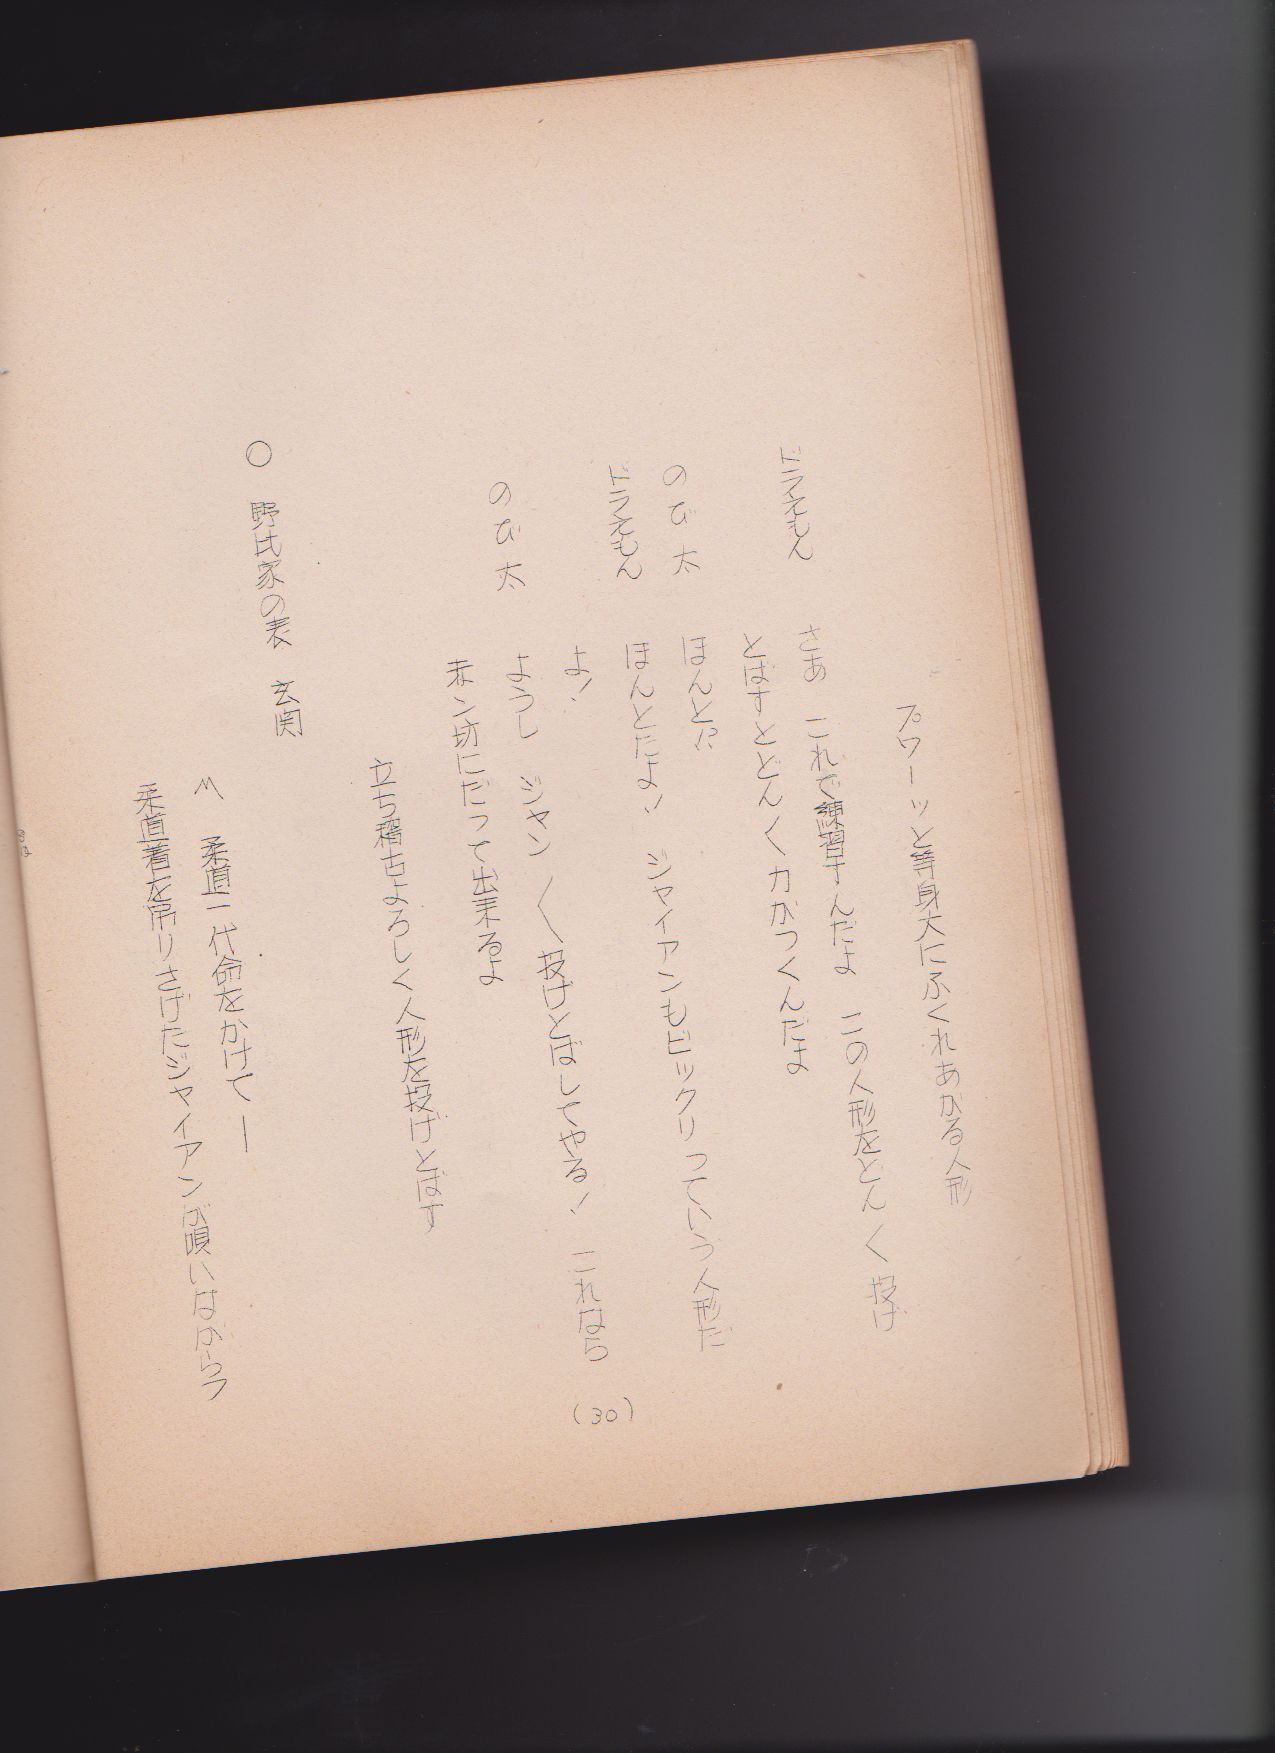 プワーッと等身大にふくれあがる人形
ドラえもん　さあ　これで練習すんだよ　この人形をどん〱投げ
とばすとどん〱力がつくんだよ
のび太　ほんと!?
ドラえもん　ほんとだよ！　ジャイアンもビックリっていう人形だ
よ！
のび太　ようし　ジャン〱投げとばしてやる！　これなら
赤ン坊にだって出来るよ
立ち稽古よろしく人形を投げとばす
○　野比家の表　玄関
〽　柔道一代命をかけて―
柔道着を吊りさげたジャイアンが唄いながらつ
(30)